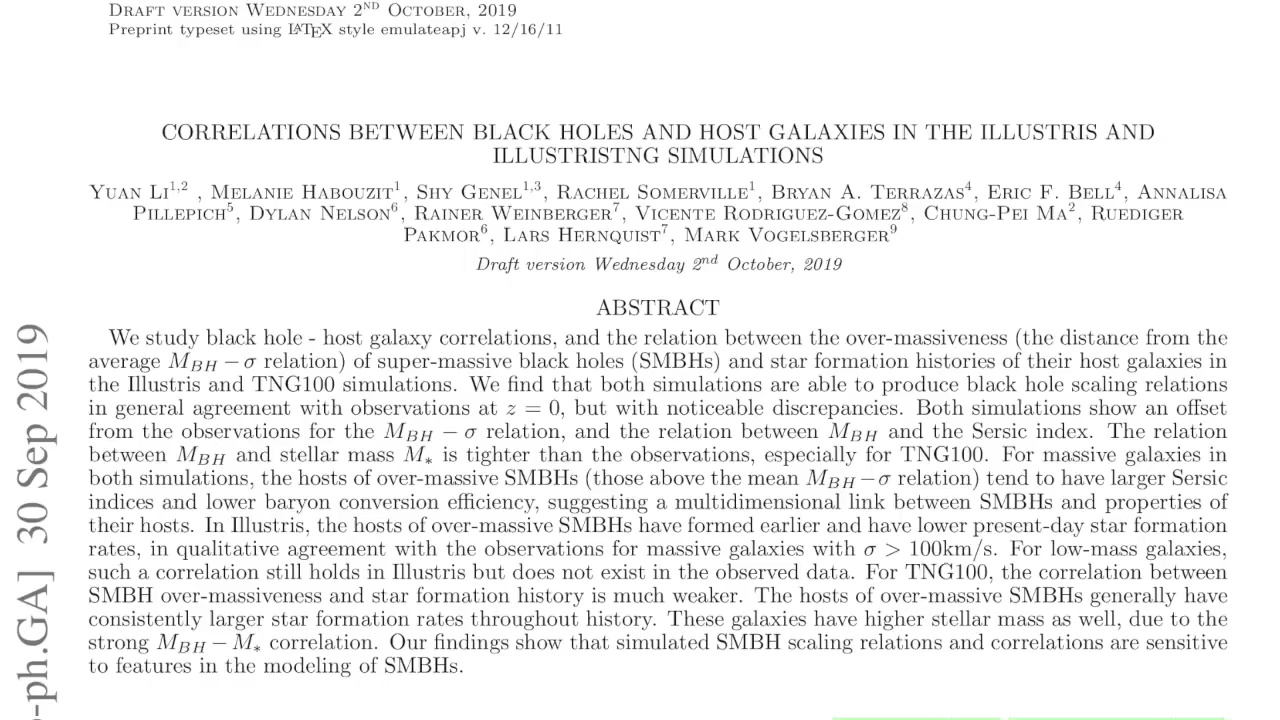 DRAFT VERSION WEDNESDAY 2ND OCTOBER, 2019
Preprint typeset using LATEX style emulateapj v. 12/16/11
CORRELATIONS BETWEEN BLACK HOLES AND HOST GALAXIES IN THE ILLUSTRIS AND
ILLUSTRISTNG SIMULATIONS
YUAN LI1,2 , MELANIE HABOUZIT1, SHY GENEL1,3, RACHEL SOMERVILLE1, BRYAN A. TERRAZAS4, ERIC F. BELL4, ANNALISA
PILLEPICH5, DYLAN NELSON6, RAINER WEINBERGER7, VICENTE RODRIGUEZ-GOMEZ8, CHUNG-PEI MA2, RUEDIGER
PAKMOR6, LARS HERNQUIST7, MARK VOGELSBERGER9
Draft version Wednesday 2nd October, 2019
ABSTRACT
We study black hole - host galaxy correlations, and the relation between the over-massiveness (the distance from the
average MBH − σ relation) of super-massive black holes (SMBHs) and star formation histories of their host galaxies in
the Illustris and TNG100 simulations. We find that both simulations are able to produce black hole scaling relations
in general agreement with observations at z = 0, but with noticeable discrepancies. Both simulations show an offset
from the observations for the MBH − σ relation, and the relation between MBH and the Sersic index. The relation
between MBH and stellar mass M∗ is tighter than the observations, especially for TNG100. For massive galaxies in
both simulations, the hosts of over-massive SMBHs (those above the mean MBH − σ relation) tend to have larger Sersic
indices and lower baryon conversion efficiency, suggesting a multidimensional link between SMBHs and properties of
their hosts. In Illustris, the hosts of over-massive SMBHs have formed earlier and have lower present-day star formation
rates, in qualitative agreement with the observations for massive galaxies with σ > 100km/s. For low-mass galaxies,
such a correlation still holds in Illustris but does not exist in the observed data. For TNG100, the correlation between
SMBH over-massiveness and star formation history is much weaker. The hosts of over-massive SMBHs generally have
consistently larger star formation rates throughout history. These galaxies have higher stellar mass as well, due to the
strong MBH − M∗ correlation. Our findings show that simulated SMBH scaling relations and correlations are sensitive
to features in the modeling of SMBHs.
-ph.GA] 30 Sep 2019